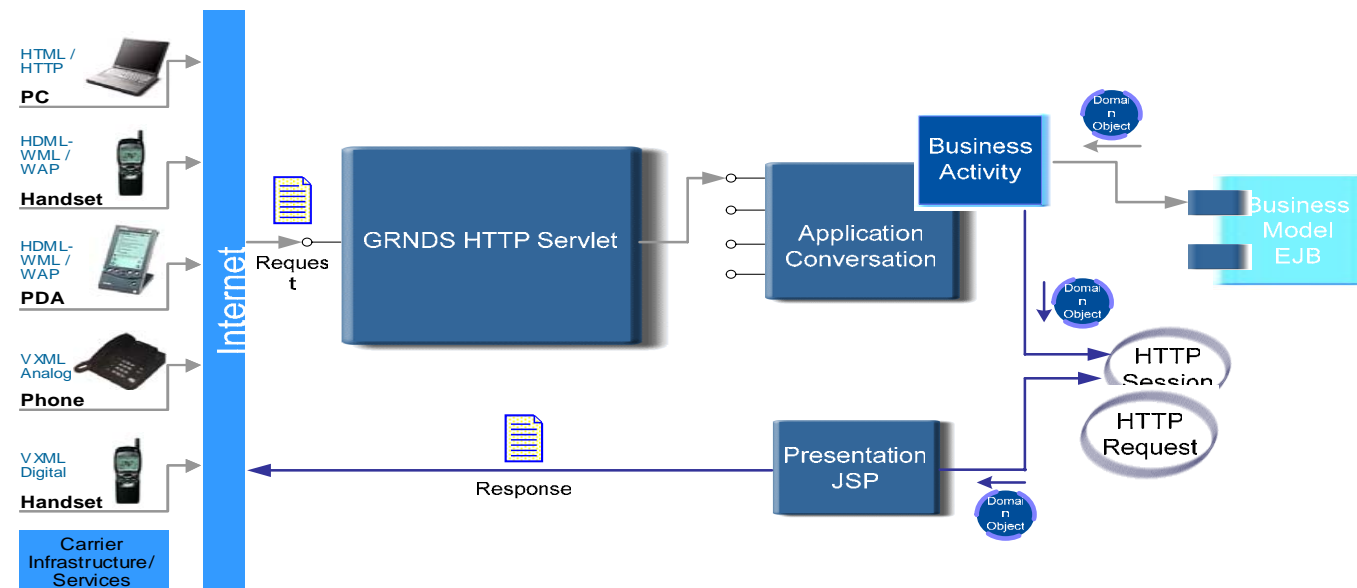 HTML /
HTTP
PC
HDML-
WML /
WAP
Handset
HDML-
WML /
WAP
PDA
VXML
Analog
Phone
VXML
Digital
Handset
Carrier
Infrastructure/
Services
Internet
Reques
t
GRNDS HTTP Servlet
Application
Conversation
Business
Activity
Domai
n
Object
Business
Model
EJB
Domai
n
Object
HTTP
Session
HTTP
Request
Presentation
JSP
Domai
n
Object
Response